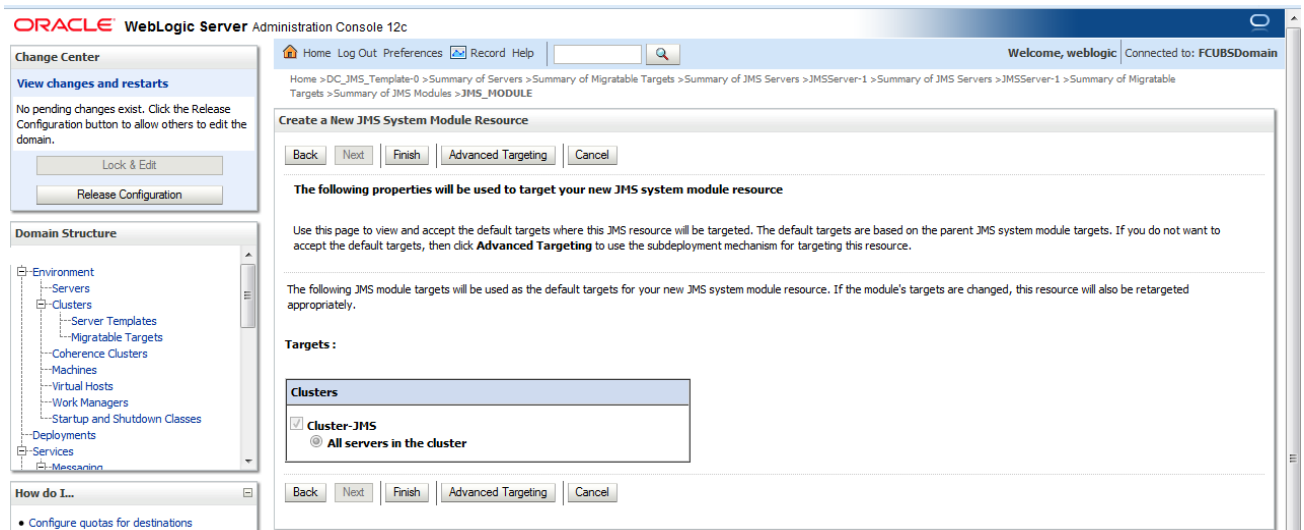 ORACLE WebLogic Server Administration Console 12c
Change Center
View changes and restarts
No pending changes exist. Click the Release
Configuration button to allow others to edit the
domain.
Lock & Edit
Release Configuration
Domain Structure
Environment
Servers
Clusters
Server Templates
Migratable Targets
Coherence Clusters
Machines
Virtual Hosts
Work Managers
Startup and Shutdown Classes
Deployments
Services
Messaging
How do I...
Configure quotas for destinations
Home Log Out Preferences Record Help
Welcome, weblogic Connected to: FCUBSDomain
Home >DC_JMS_Template-0 >Summary of Servers >Summary of Migratable Targets >Summary of JMS Servers >JMSServer-1 >Summary of JMS Servers >JMSServer-1 >Summary of Migratable
Targets >Summary of JMS Modules >JMS_MODULE
Create a New JMS System Module Resource
Back Next Finish Advanced Targeting Cancel
The following properties will be used to target your new JMS system module resource
Use this page to view and accept the default targets where this JMS resource will be targeted. The default targets are based on the parent JMS system module targets. If you do not want to
accept the default targets, then click Advanced Targeting to use the subdeployment mechanism for targeting this resource.
The following JMS module targets will be used as the default targets for your new JMS system module resource. If the module's targets are changed, this resource will also be retargeted
appropriately.
Targets :
Clusters
Cluster-JMS
All servers in the cluster
Back Next Finish Advanced Targeting Cancel